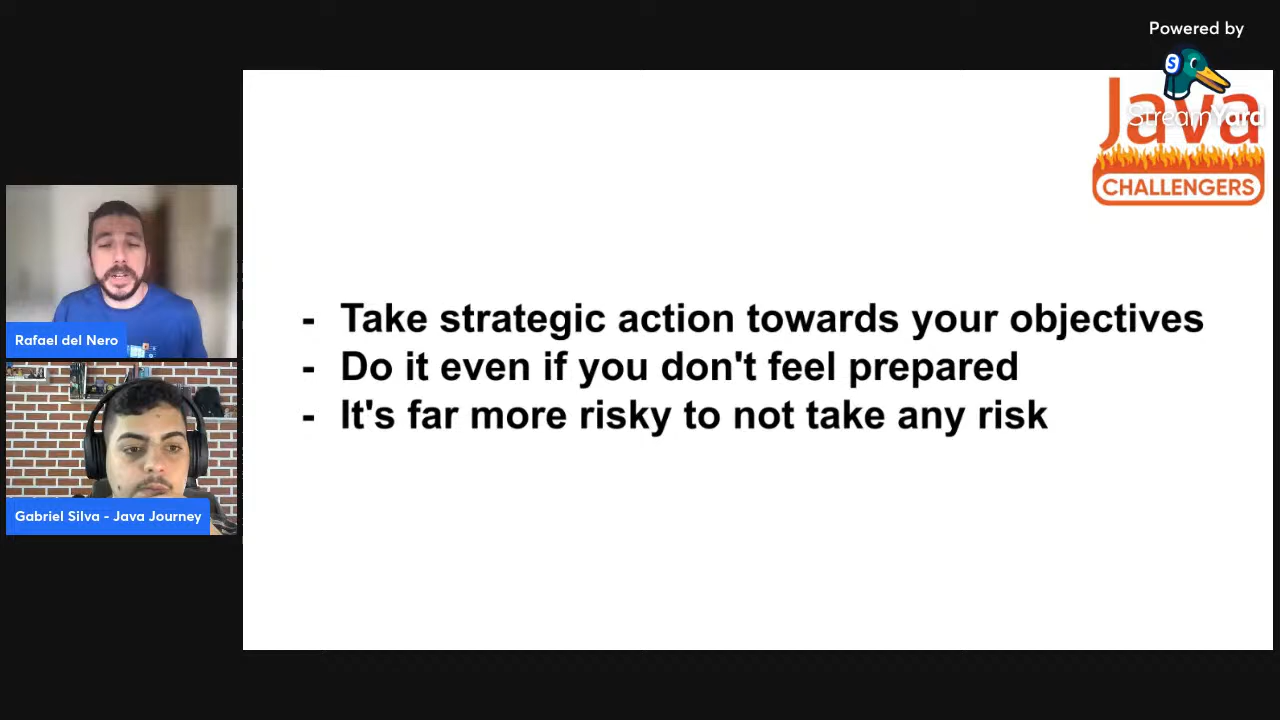 Powered by
S
StreamYard
Java
CHALLENGERS
- Take strategic action towards your objectives
- Do it even if you don't feel prepared
- It's far more risky to not take any risk
Rafael del Nero
Gabriel Silva - Java Journey